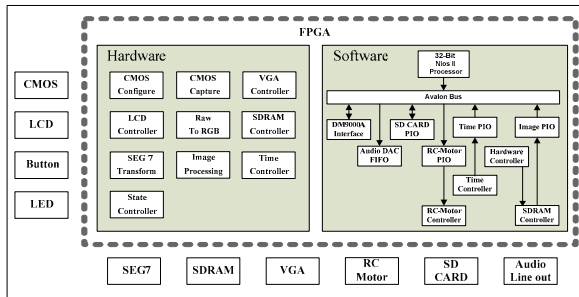 FPGA
Hardware
CMOS
Configure
CMOS
Capture
VGA
Controller
LCD
Controller
Raw
To RGB
SDRAM
Controller
SEG 7
Transform
Image
Processing
Time
Controller
State
Controller
Software
32-Bit
Nios II
Processor
Avalon Bus
DM9000A
Interface
SD CARD
PIO
Time PIO
Image PIO
Audio DAC
FIFO
RC-Motor
PIO
Hardware
Controller
Time
Controller
RC-Motor
Controller
SDRAM
Controller
CMOS
LCD
Button
LED
SEG7
SDRAM
VGA
RC
Motor
SD
CARD
Audio
Line out